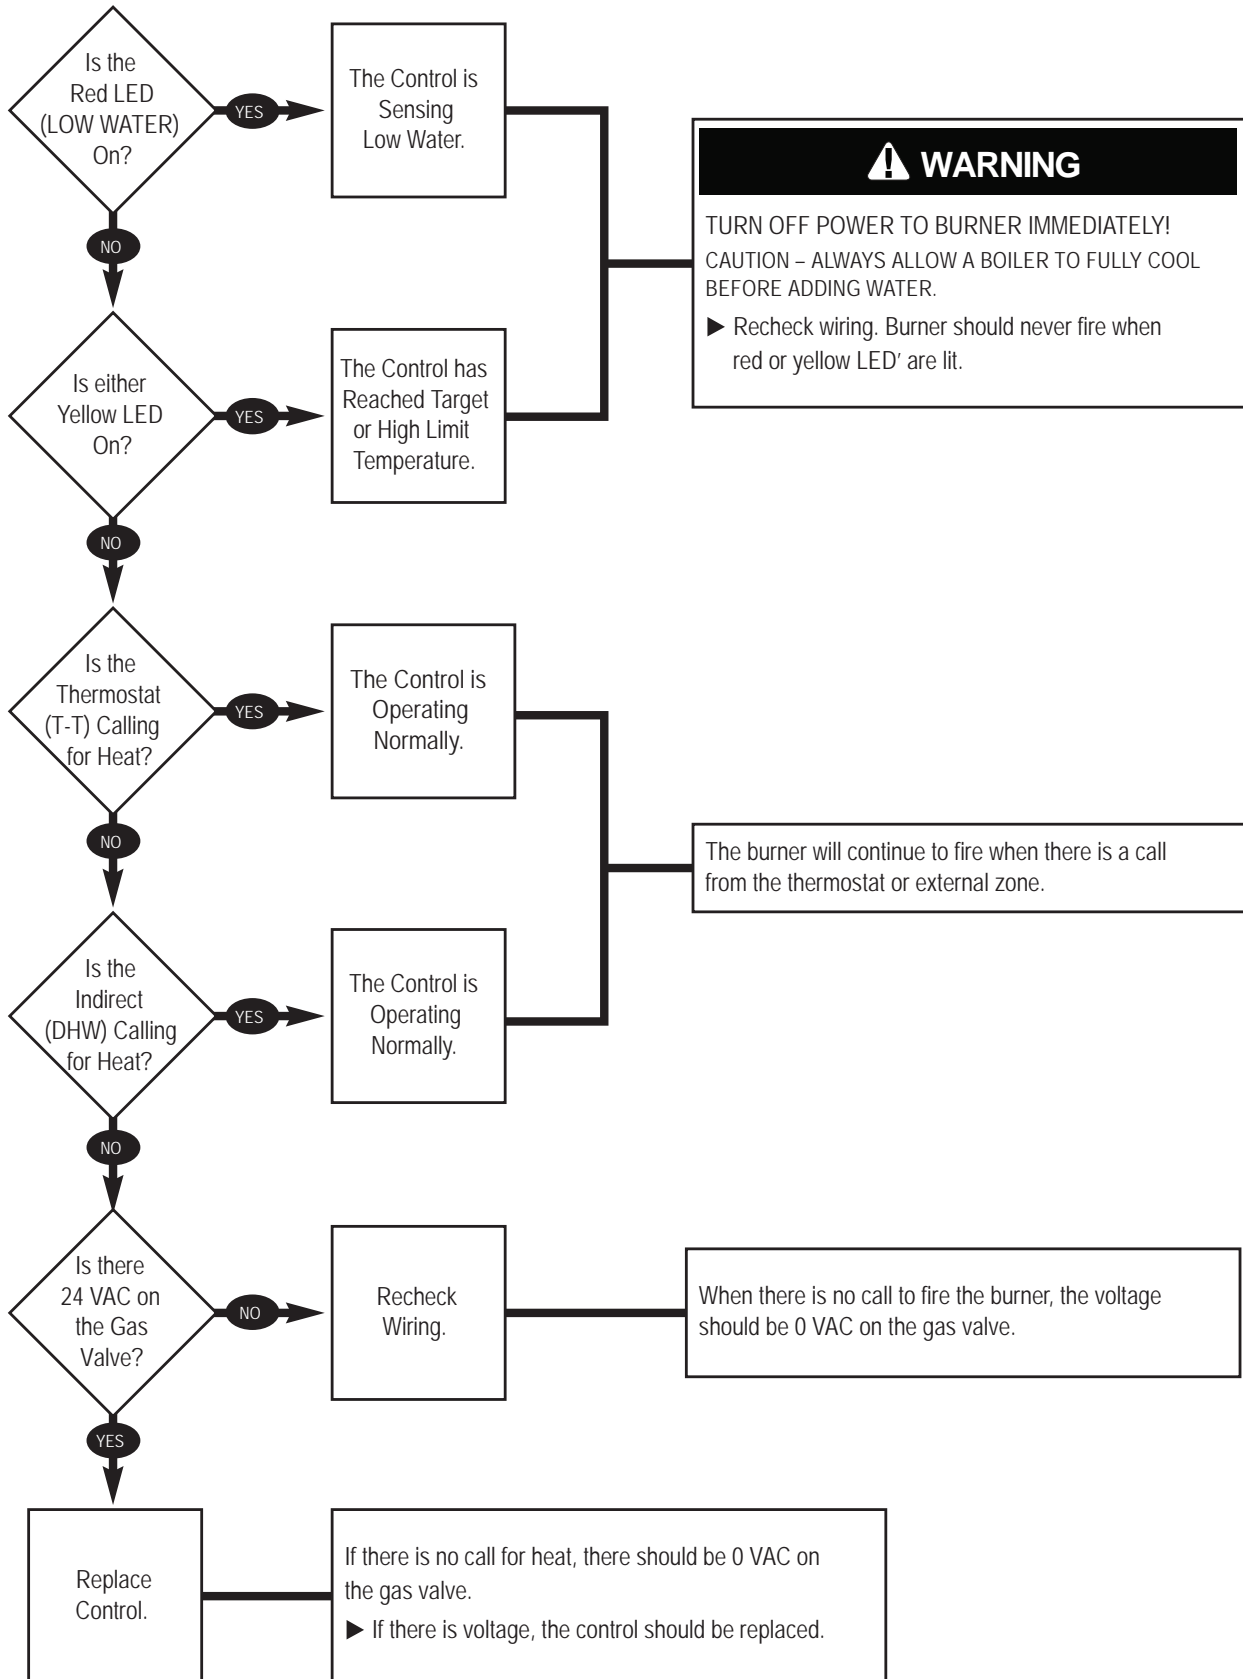 Is the
Red LED
(LOW WATER)
On?
YES
The Control is
Sensing
Low Water.
WARNING
TURN OFF POWER TO BURNER IMMEDIATELY!
CAUTION – ALWAYS ALLOW A BOILER TO FULLY COOL
BEFORE ADDING WATER.
▶ Recheck wiring. Burner should never fire when
red or yellow LED' are lit.
NO
Is either
Yellow LED
On?
YES
The Control has
Reached Target
or High Limit
Temperature.
NO
Is the
Thermostat
(T-T) Calling
for Heat?
YES
The Control is
Operating
Normally.
The burner will continue to fire when there is a call
from the thermostat or external zone.
NO
Is the
Indirect
(DHW) Calling
for Heat?
YES
The Control is
Operating
Normally.
NO
Is there
24 VAC on
the Gas
Valve?
NO
Recheck
Wiring.
When there is no call to fire the burner, the voltage
should be 0 VAC on the gas valve.
YES
Replace
Control.
If there is no call for heat, there should be 0 VAC on
the gas valve.
▶ If there is voltage, the control should be replaced.